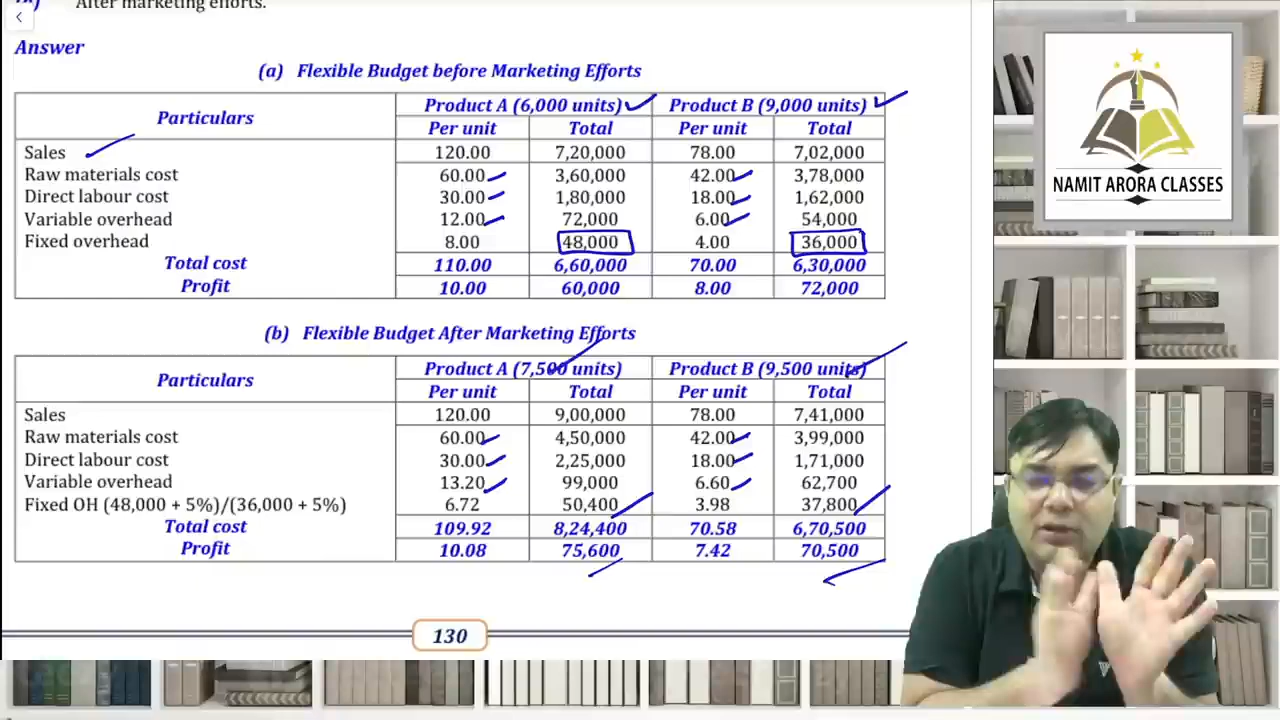 After marketing efforts.
Answer
(a) Flexible Budget before Marketing Efforts
Particulars Product A (6,000 units) Product B (9,000 units)
Per unit Total Per unit Total
Sales 120.00 7,20,000 78.00 7,02,000
Raw materials cost 60.00 3,60,000 42.00 3,78,000
Direct labour cost 30.00 1,80,000 18.00 1,62,000
Variable overhead 12.00 72,000 6.00 54,000
Fixed overhead 8.00 48,000 4.00 36,000
Total cost 110.00 6,60,000 70.00 6,30,000
Profit 10.00 60,000 8.00 72,000
(b) Flexible Budget After Marketing Efforts
Particulars Product A (7,500 units) Product B (9,500 units)
Per unit Total Per unit Total
Sales 120.00 9,00,000 78.00 7,41,000
Raw materials cost 60.00 4,50,000 42.00 3,99,000
Direct labour cost 30.00 2,25,000 18.00 1,71,000
Variable overhead 13.20 99,000 6.60 62,700
Fixed OH (48,000 + 5%)/(36,000 + 5%) 6.72 50,400 3.98 37,800
Total cost 109.92 8,24,400 70.58 6,70,500
Profit 10.08 75,600 7.42 70,500
130
NAMIT ARORA CLASSES